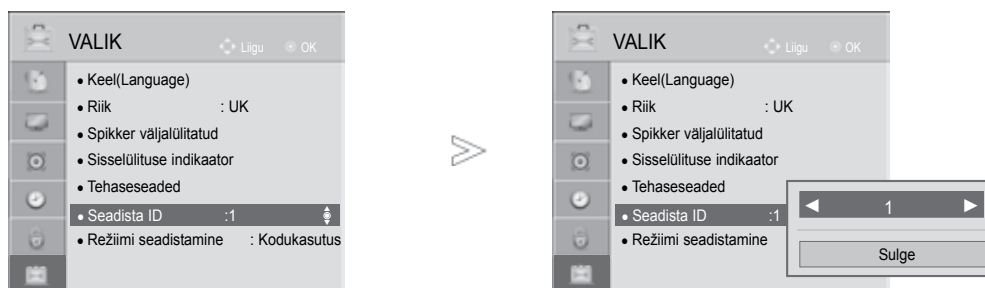 VALIK Liigu OK
• Keel(Language)
• Riik : UK
• Spikker väljalülitatud
• Sisselülituse indikaator
• Tehaseseaded
• Seadista ID :1
• Režiimi seadistamine : Kodukasutus
VALIK Liigu OK
• Keel(Language)
• Riik : UK
• Spikker väljalülitatud
• Sisselülituse indikaator
• Tehaseseaded
• Seadista ID :1
• Režiimi seadistamine
◄ 1 ►
Sulge